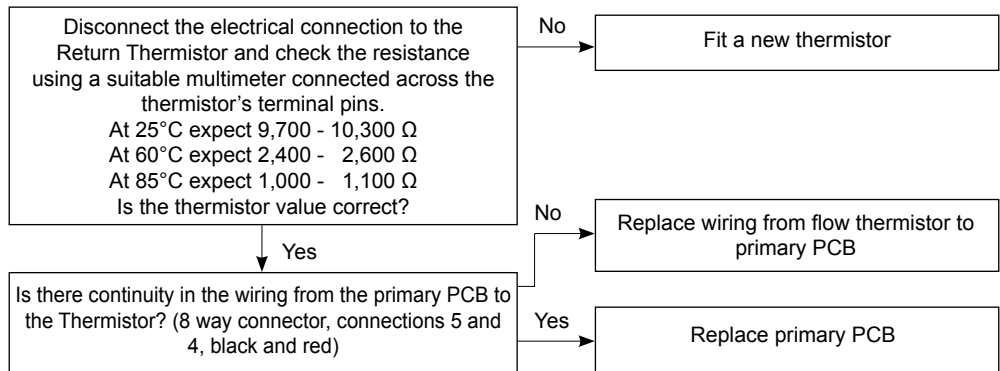 Disconnect the electrical connection to the
Return Thermistor and check the resistance
using a suitable multimeter connected across the
thermistor’s terminal pins.
At 25°C expect 9,700 - 10,300 Ω
At 60°C expect 2,400 - 2,600 Ω
At 85°C expect 1,000 - 1,100 Ω
Is the thermistor value correct?
No
Fit a new thermistor
Yes
Is there continuity in the wiring from the primary PCB to
the Thermistor? (8 way connector, connections 5 and
4, black and red)
No
Replace wiring from flow thermistor to
primary PCB
Yes
Replace primary PCB